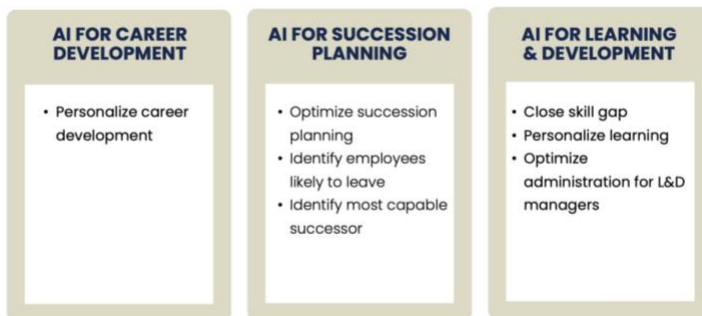 AI FOR CAREER
DEVELOPMENT
• Personalize career
development
AI FOR SUCCESSION
PLANNING
• Optimize succession
planning
• Identify employees
likely to leave
• Identify most capable
successor
AI FOR LEARNING
& DEVELOPMENT
• Close skill gap
• Personalize learning
• Optimize
administration for L&D
managers